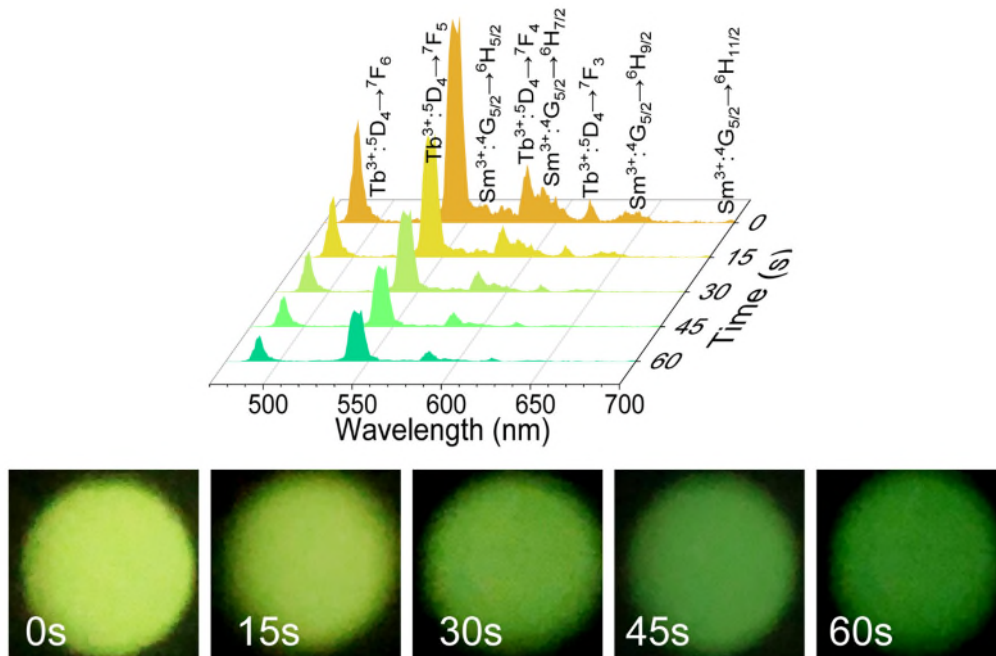 Tb³⁺:⁵D₄→⁷F₆
Tb³⁺:⁵D₄→⁷F₅
Sm³⁺:⁴G₅/₂→⁶H₅/₂
Tb³⁺:⁵D₄→⁷F₄
Sm³⁺:⁴G₅/₂→⁶H₇/₂
Tb³⁺:⁵D₄→⁷F₃
Sm³⁺:⁴G₅/₂→⁶H₉/₂
Sm³⁺:⁴G₅/₂→⁶H₁₁/₂
0
15
30
45
60
Time (s)
500 550 600 650 700
Wavelength (nm)
0s 15s 30s 45s 60s